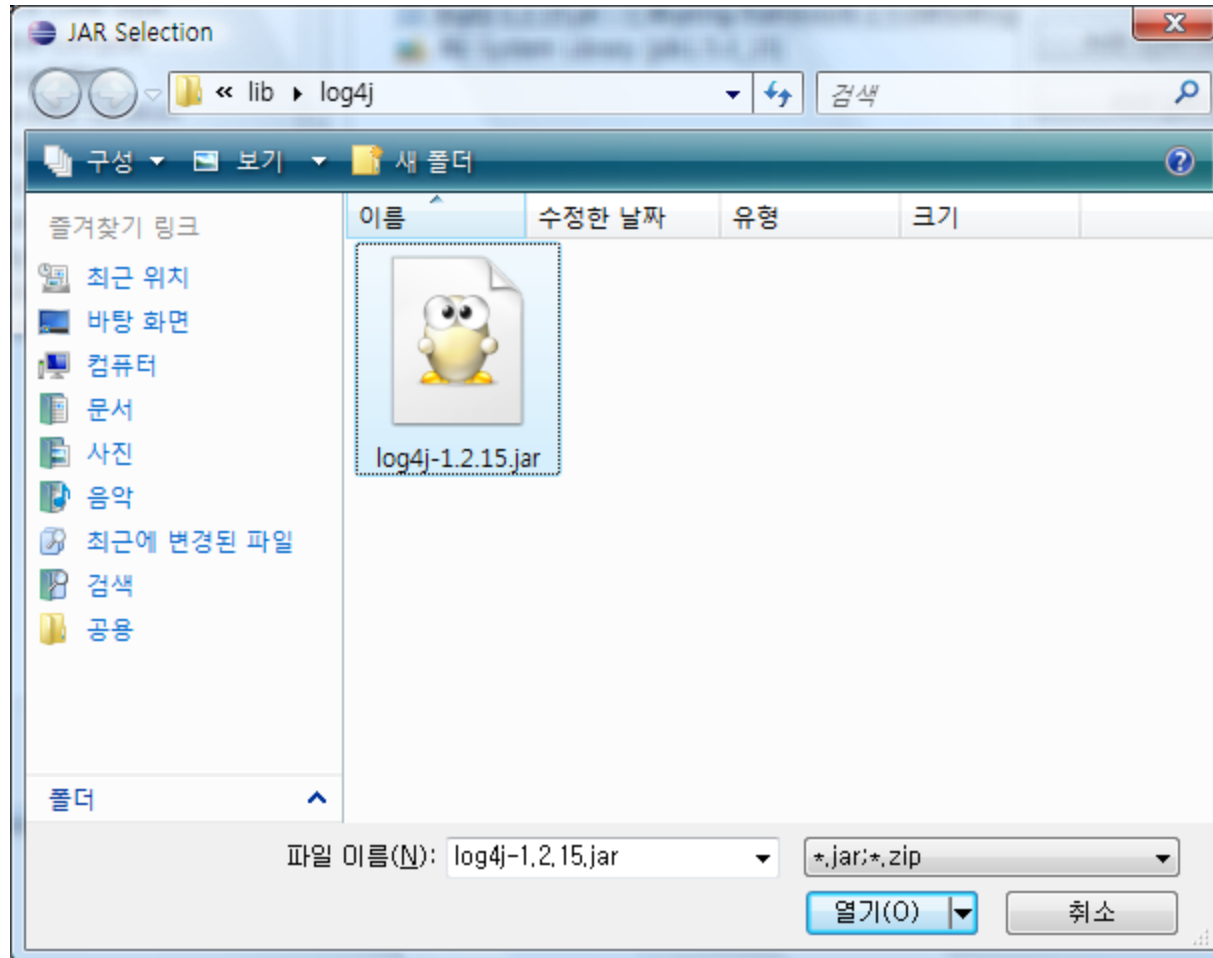 JAR Selection
« lib ▸ log4j
검색
구성
보기
새 폴더
즐겨찾기 링크
이름
수정한 날짜
유형
크기
최근 위치
바탕 화면
컴퓨터
문서
사진
음악
최근에 변경된 파일
검색
공용
log4j-1.2.15.jar
폴더
파일 이름(N): log4j-1.2.15.jar
*.jar;*.zip
열기(O)
취소